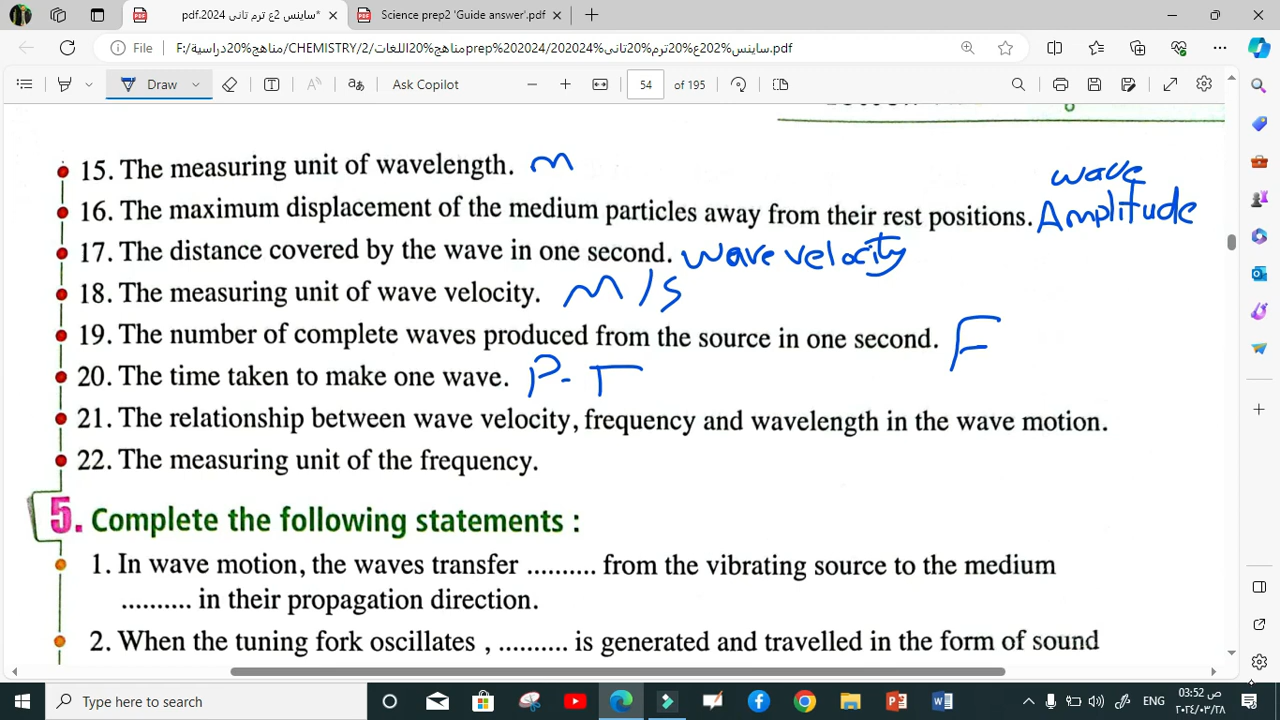 ساينس 2ع ترم تانى 2024.pdf*
Science prep2 'Guide answer'.pdf
File
F:/مناهج%20دراسية/CHEMISTRY/2/مناهج%20اللغات%20prep%202024/2024%20ساينس%202ع%20ترم%20تانى.pdf
Draw
Ask Copilot
54 of 195
15. The measuring unit of wavelength. m
wave
16. The maximum displacement of the medium particles away from their rest positions. Amplitude
17. The distance covered by the wave in one second. wave velocity
18. The measuring unit of wave velocity. m/s
19. The number of complete waves produced from the source in one second. F
20. The time taken to make one wave. P. T
21. The relationship between wave velocity, frequency and wavelength in the wave motion.
22. The measuring unit of the frequency.
5. Complete the following statements :
1. In wave motion, the waves transfer .......... from the vibrating source to the medium
.......... in their propagation direction.
2. When the tuning fork oscillates , .......... is generated and travelled in the form of sound
Type here to search
ENG
03:52 ص
٢٠٢٤/٠٣/٢٨